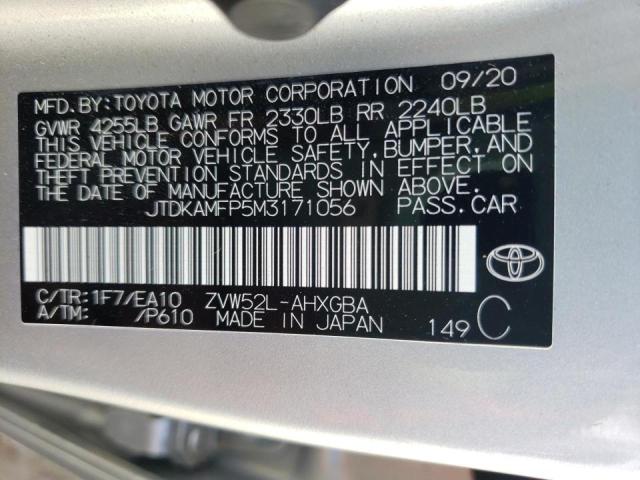 MFD.BY:TOYOTA MOTOR CORPORATION 09/20
GVWR 4255LB GAWR FR 2330LB RR 2240LB
THIS VEHICLE CONFORMS TO ALL APPLICABLE
FEDERAL MOTOR VEHICLE SAFETY,BUMPER,AND
THEFT PREVENTION STANDARDS IN EFFECT ON
THE DATE OF MANUFACTURE SHOWN ABOVE.
JTDKAMFP5M3171056 PASS.CAR
C/TR:1F7/EA10 ZVW52L-AHXGBA
A/TM: /P610 MADE IN JAPAN 149 C